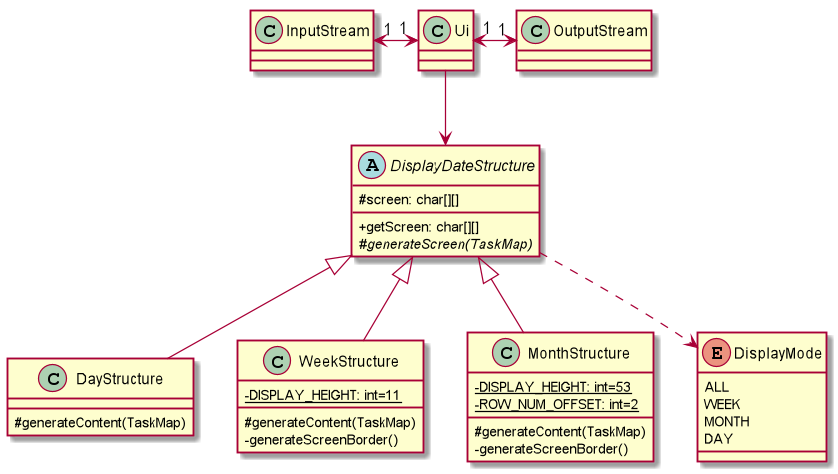 C InputStream
1 1
C Ui
1 1
C OutputStream
A DisplayDateStructure
#screen: char[][]
+getScreen: char[][]
#generateScreen(TaskMap)
C DayStructure
#generateContent(TaskMap)
C WeekStructure
-DISPLAY_HEIGHT: int=11
#generateContent(TaskMap)
-generateScreenBorder()
C MonthStructure
-DISPLAY_HEIGHT: int=53
-ROW_NUM_OFFSET: int=2
#generateContent(TaskMap)
-generateScreenBorder()
E DisplayMode
ALL
WEEK
MONTH
DAY